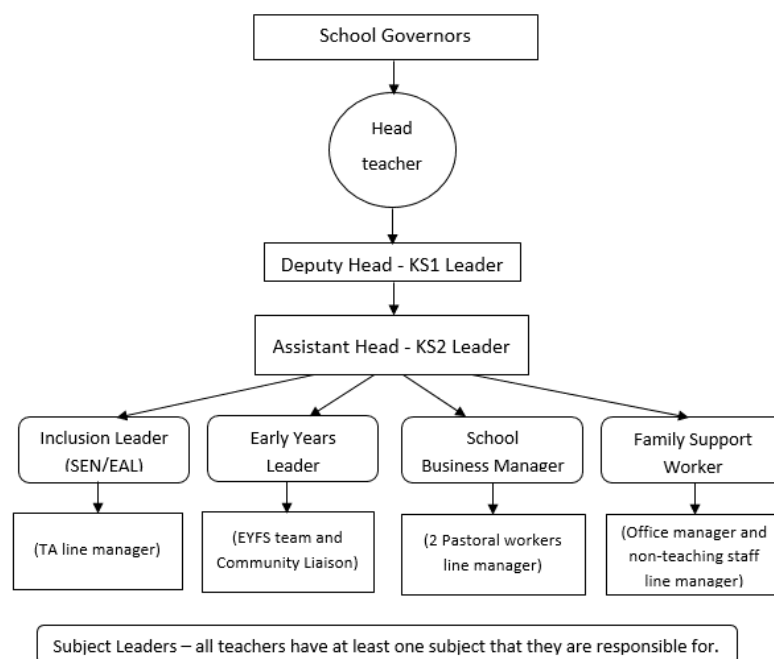 School Governors
Head
teacher
Deputy Head - KS1 Leader
Assistant Head - KS2 Leader
Inclusion Leader
(SEN/EAL)
Early Years
Leader
School
Business Manager
Family Support
Worker
(TA line manager)
(EYFS team and
Community Liaison)
(2 Pastoral workers
line manager)
(Office manager and
non-teaching staff
line manager)
Subject Leaders – all teachers have at least one subject that they are responsible for.